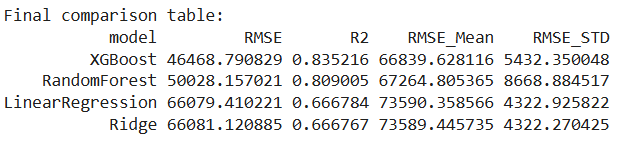 Final comparison table:
model RMSE R2 RMSE_Mean RMSE_STD
XGBoost 46468.790829 0.835216 66839.628116 5432.350048
RandomForest 50028.157021 0.809005 67264.805365 8668.884517
LinearRegression 66079.410221 0.666784 73590.358566 4322.925822
Ridge 66081.120885 0.666767 73589.445735 4322.270425